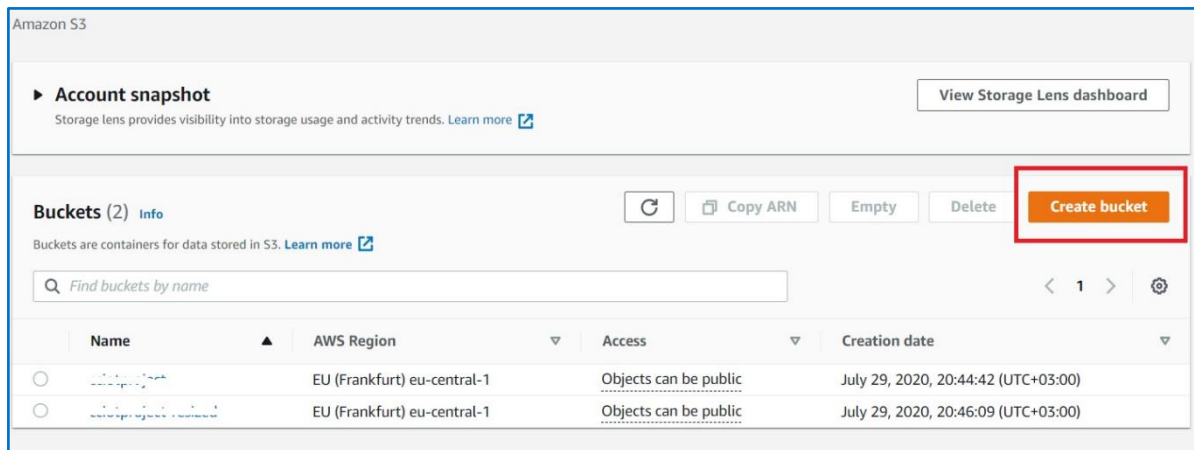 Amazon S3
Account snapshot
View Storage Lens dashboard
Storage lens provides visibility into storage usage and activity trends. Learn more
Buckets (2) Info
Copy ARN Empty Delete Create bucket
Buckets are containers for data stored in S3. Learn more
Find buckets by name
1
Name AWS Region Access Creation date
EU (Frankfurt) eu-central-1 Objects can be public July 29, 2020, 20:44:42 (UTC+03:00)
EU (Frankfurt) eu-central-1 Objects can be public July 29, 2020, 20:46:09 (UTC+03:00)